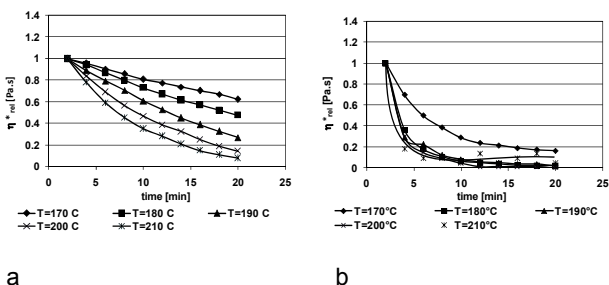 1.4
1.2
1
0.8
0.6
0.4
0.2
0
η*rel [Pa.s]
0 5 10 15 20 25
time [min]
T=170 C T=180 C T=190 C
T=200 C T=210 C
a
1.4
1.2
1
0.8
0.6
0.4
0.2
0
η*rel [Pa.s]
0 5 10 15 20 25
time [min]
T=170°C T=180°C T=190°C
T=200°C T=210°C
b